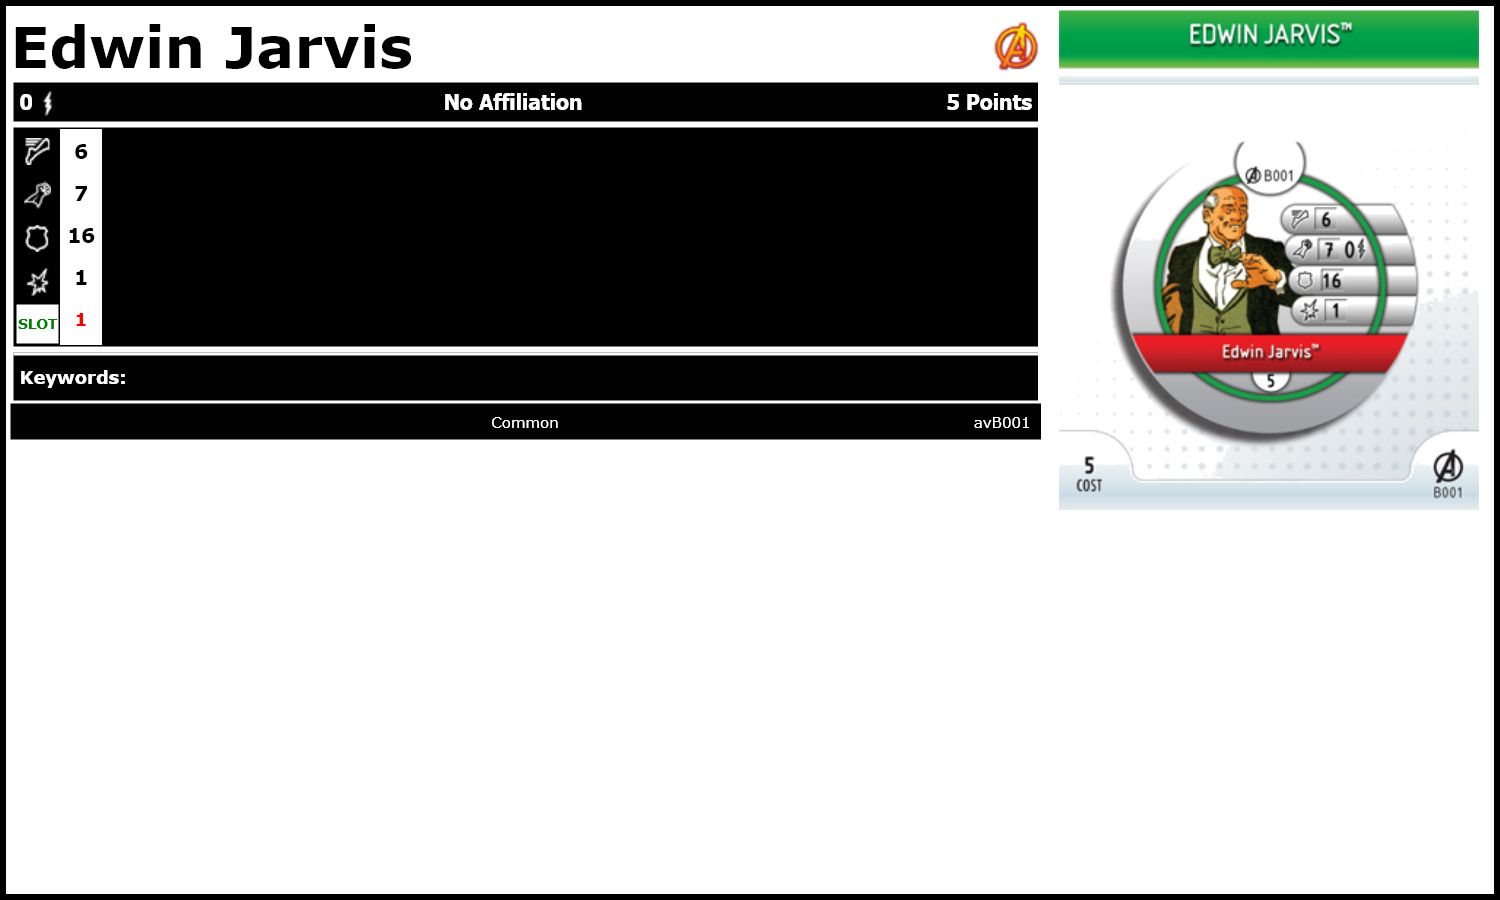 Edwin Jarvis
0 No Affiliation 5 Points
6
7
16
1
SLOT 1
Keywords:
Common avB001
EDWIN JARVIS™
B001
6
7 0
16
1
Edwin Jarvis™
5
5
COST
B001